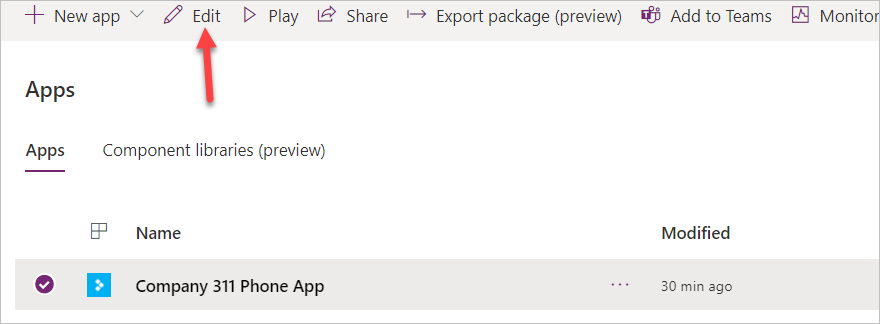 New app Edit Play Share Export package (preview) Add to Teams Monitor
Apps
Apps Component libraries (preview)
Name Modified
Company 311 Phone App ... 30 min ago